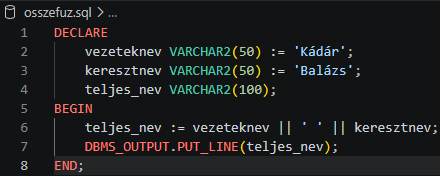 osszefuz.sql > ...
1 DECLARE
2     vezeteknev VARCHAR2(50) := 'Kádár';
3     keresztnev VARCHAR2(50) := 'Balázs';
4     teljes_nev VARCHAR2(100);
5 BEGIN
6     teljes_nev := vezeteknev || ' ' || keresztnev;
7     DBMS_OUTPUT.PUT_LINE(teljes_nev);
8 END;